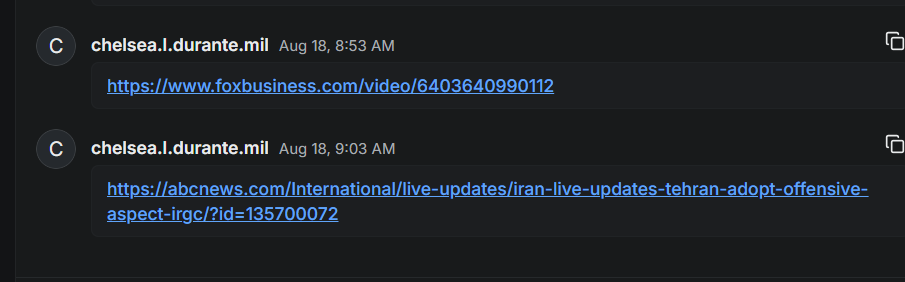 C
chelsea.l.durante.mil Aug 18, 8:53 AM
https://www.foxbusiness.com/video/6403640990112
C
chelsea.l.durante.mil Aug 18, 9:03 AM
https://abcnews.com/International/live-updates/iran-live-updates-tehran-adopt-offensive-
aspect-irgc/?id=135700072